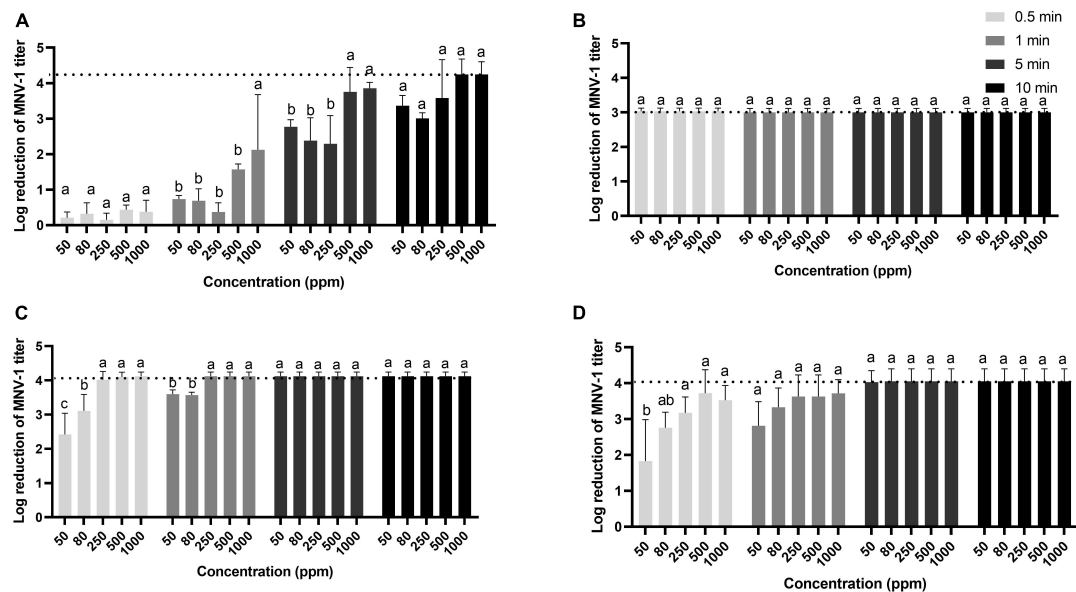 A
Log reduction of MNV-1 titer
5
4
3
2
1
0
a a a a a b b b b a b b b a a a a a a a
50 80 250 500 1000 50 80 250 500 1000 50 80 250 500 1000 50 80 250 500 1000
Concentration (ppm)
B
0.5 min
1 min
5 min
10 min
Log reduction of MNV-1 titer
5
4
3
2
1
0
a a a a a a a a a a a a a a a a a a a a
50 80 250 500 1000 50 80 250 500 1000 50 80 250 500 1000 50 80 250 500 1000
Concentration (ppm)
C
Log reduction of MNV-1 titer
5
4
3
2
1
0
c b a a a b b a a a a a a a a a a a a a
50 80 250 500 1000 50 80 250 500 1000 50 80 250 500 1000 50 80 250 500 1000
Concentration (ppm)
D
Log reduction of MNV-1 titer
5
4
3
2
1
0
b ab a a a a a a a a a a a a a a a a a a
50 80 250 500 1000 50 80 250 500 1000 50 80 250 500 1000 50 80 250 500 1000
Concentration (ppm)